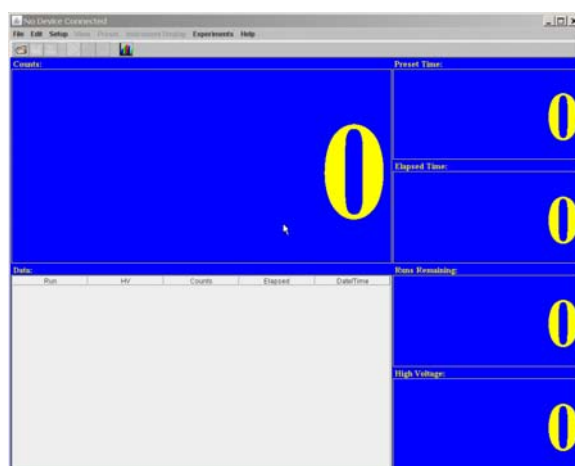 No Device Connected
File Edit Setup View Preset Instrument Display Experiments Help
Counts:
0
Preset Time:
0
Elapsed Time:
0
Data:
Run HV Counts Elapsed Date/Time
Runs Remaining:
0
High Voltage:
0